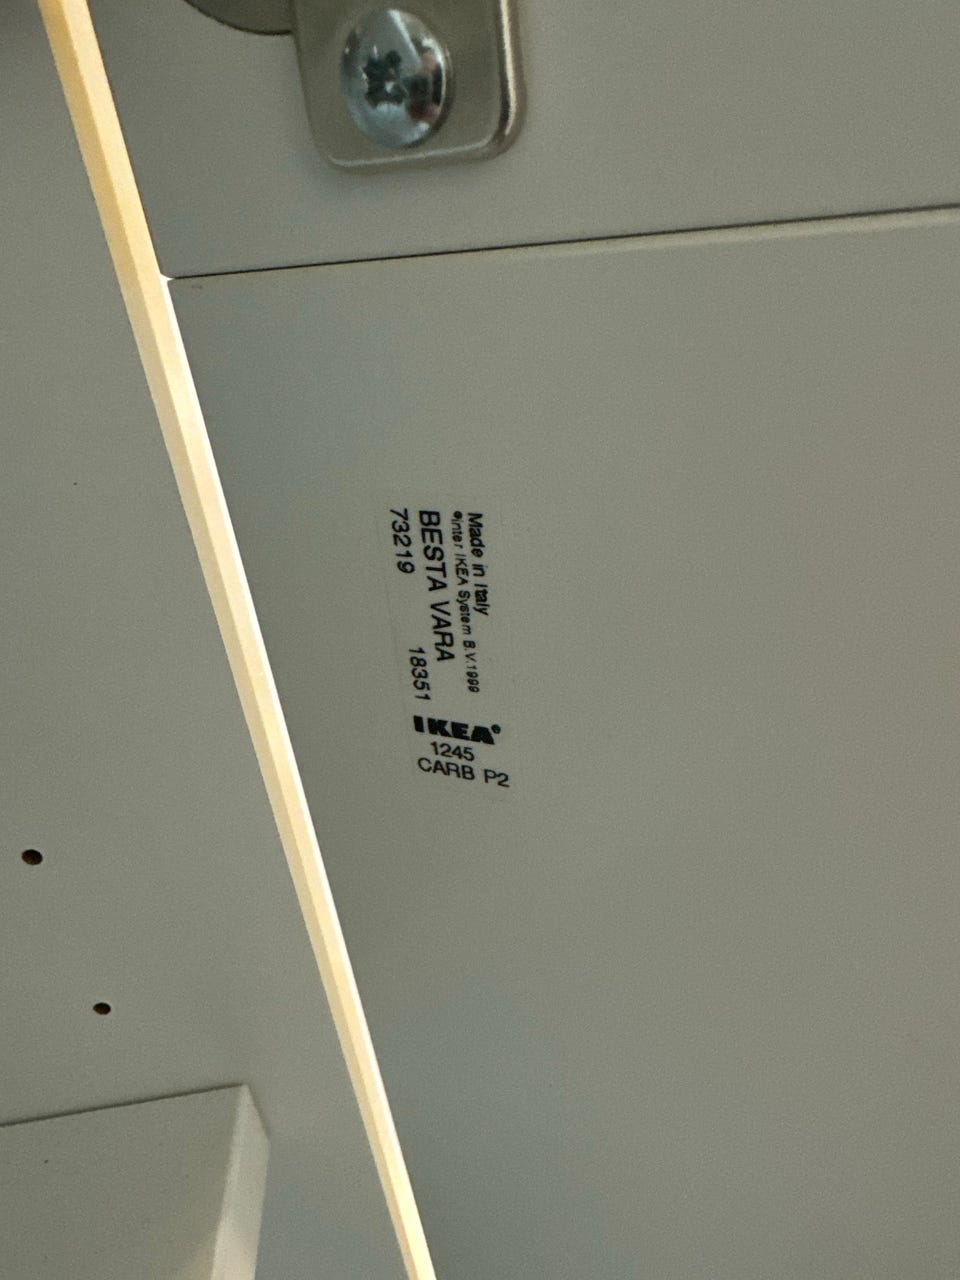 Made in Italy
©Inter IKEA System B.V.1999
BESTA VARA
73219 18351
IKEA®
1245
CARB P2